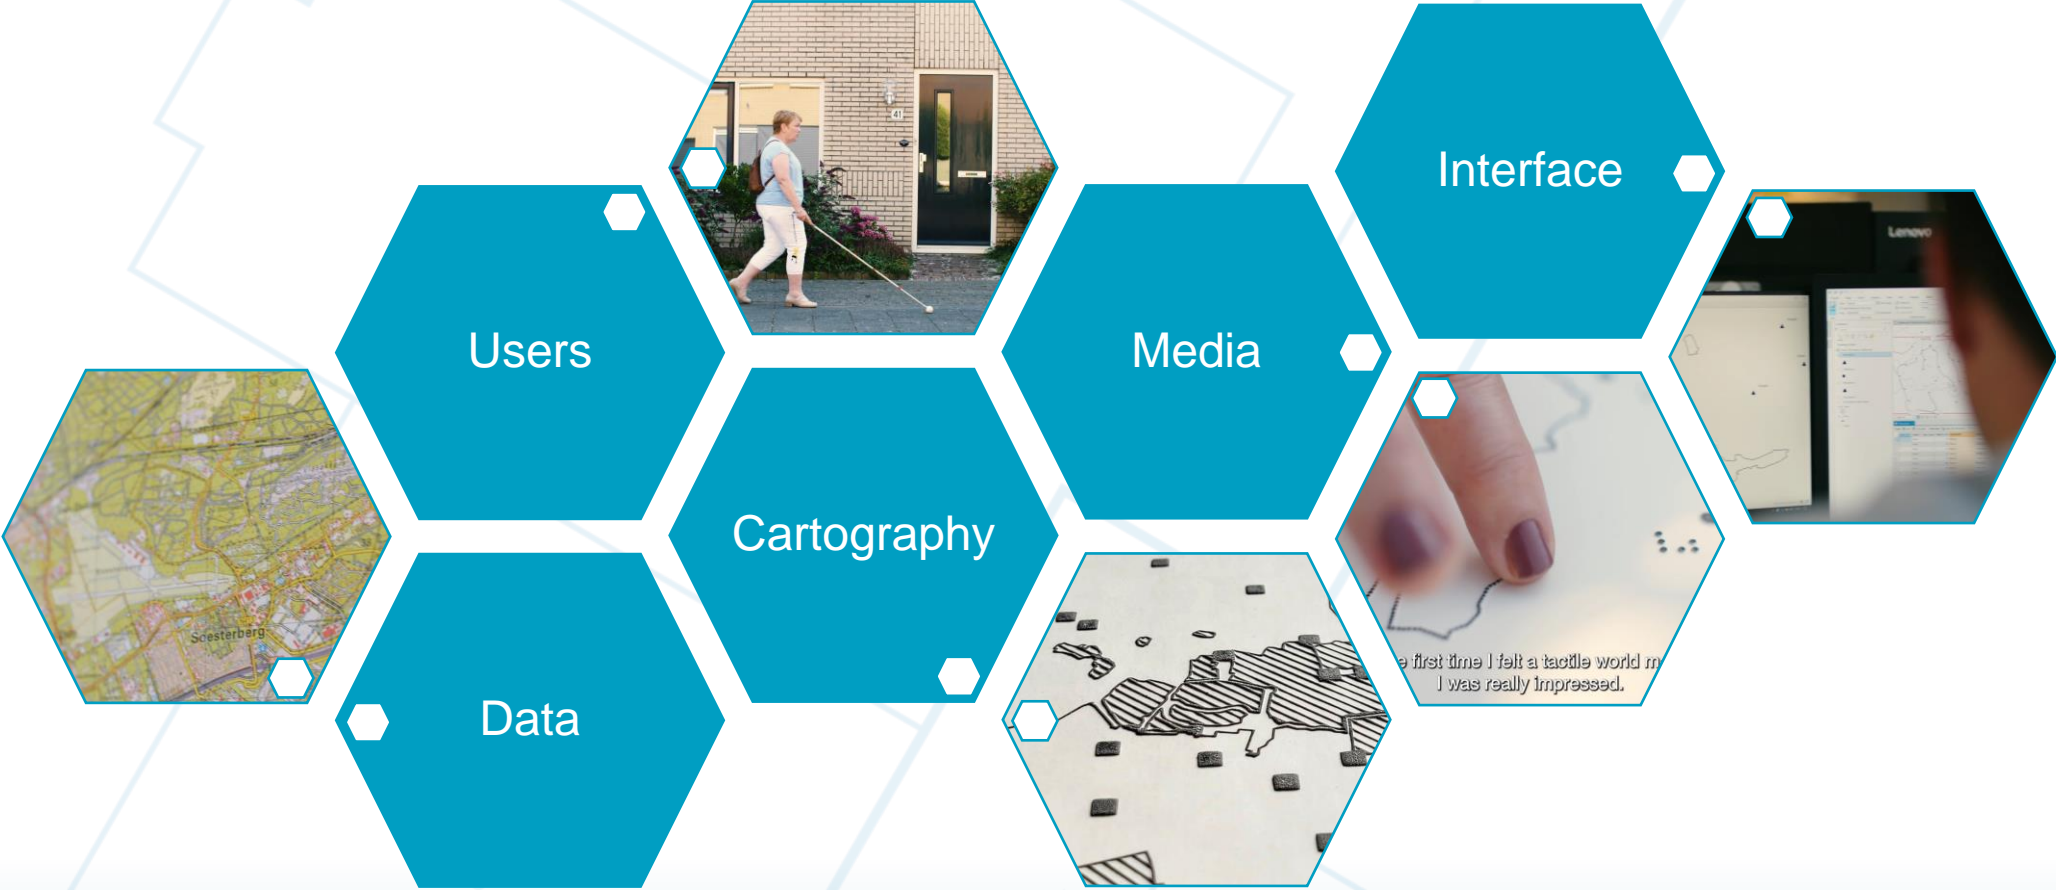 Interface
41
Lenovo
Users
Media
Cartography
Soesterberg
e first time I felt a tactile world m
I was really impressed.
Data